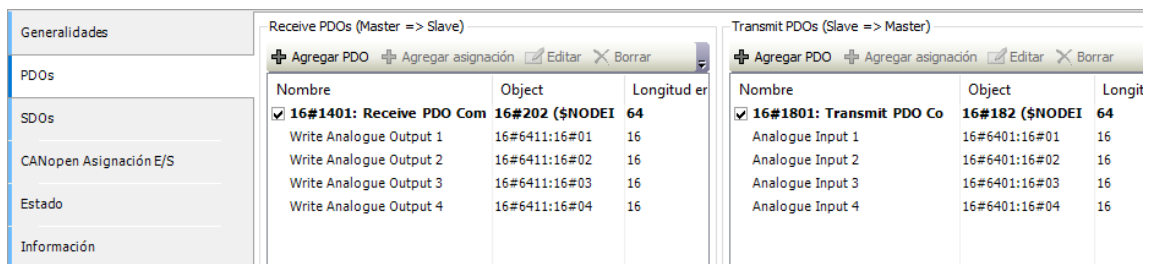 Generalidades
PDOs
SDOs
CANopen Asignación E/S
Estado
Información
Receive PDOs (Master => Slave)
Agregar PDO Agregar asignación Editar Borrar
Nombre Object Longitud er
16#1401: Receive PDO Com 16#202 ($NODEI 64
Write Analogue Output 1 16#6411:16#01 16
Write Analogue Output 2 16#6411:16#02 16
Write Analogue Output 3 16#6411:16#03 16
Write Analogue Output 4 16#6411:16#04 16
Transmit PDOs (Slave => Master)
Agregar PDO Agregar asignación Editar Borrar
Nombre Object Longit
16#1801: Transmit PDO Co 16#182 ($NODEI 64
Analogue Input 1 16#6401:16#01 16
Analogue Input 2 16#6401:16#02 16
Analogue Input 3 16#6401:16#03 16
Analogue Input 4 16#6401:16#04 16